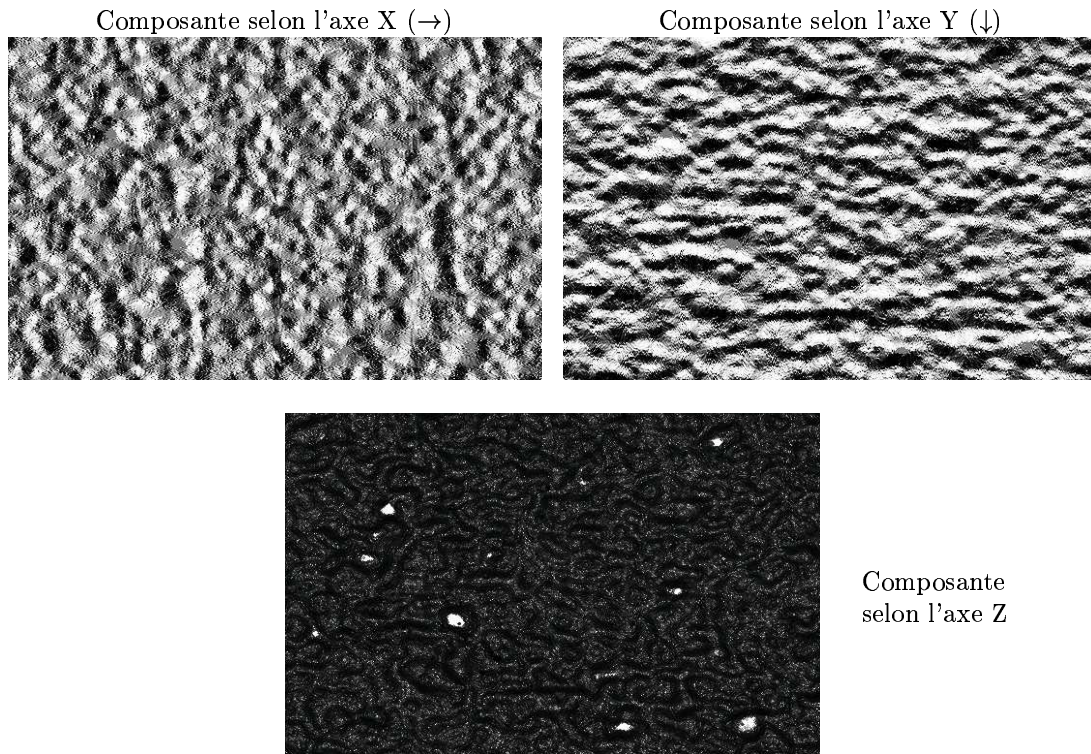 Composante selon l'axe X (→)
Composante selon l'axe Y (↓)
Composante
selon l'axe Z